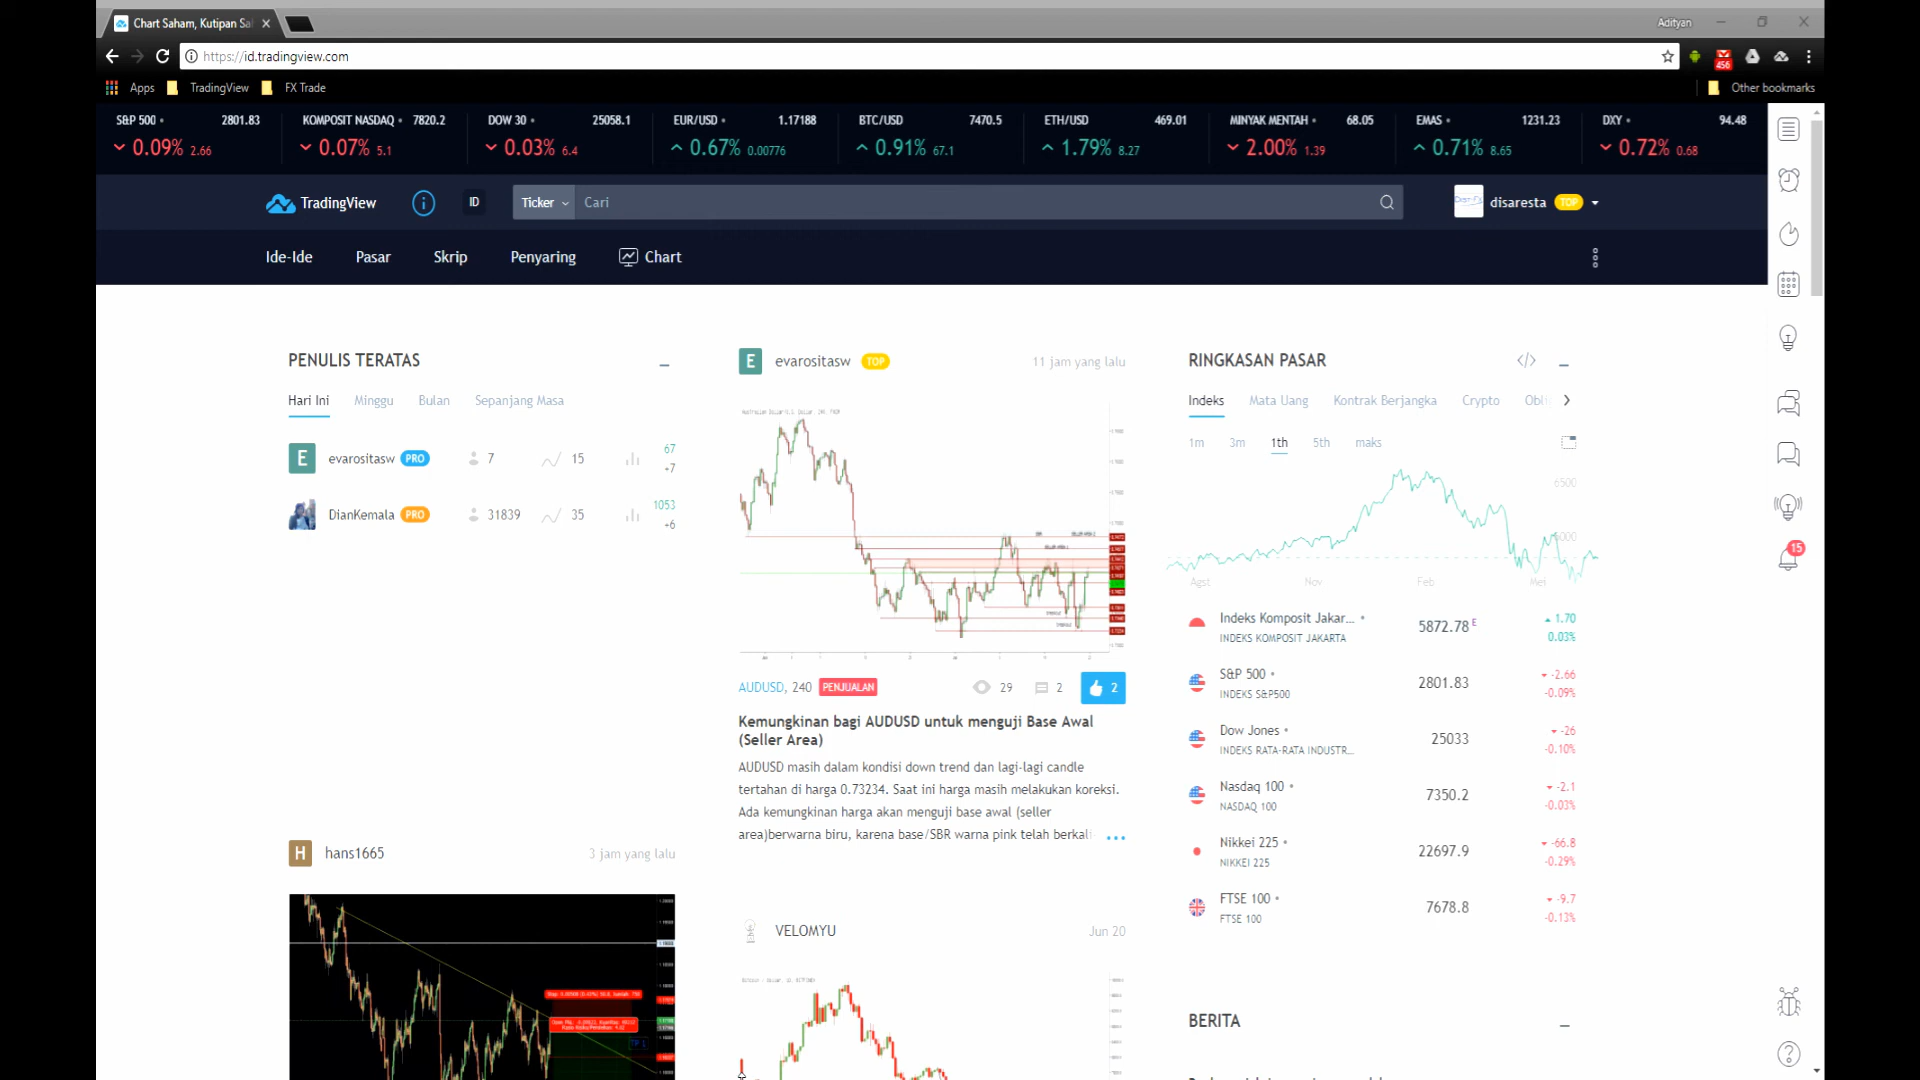 Chart Saham, Kutipan Sa
Adityan
https://id.tradingview.com
456
Apps TradingView FX Trade Other bookmarks
S&P 500 2801.83
0.09% 2.66
KOMPOSIT NASDAQ 7820.2
0.07% 5.1
DOW 30 25058.1
0.03% 6.4
EUR/USD 1.17188
0.67% 0.00776
BTC/USD 7470.5
0.91% 67.1
ETH/USD 469.01
1.79% 8.27
MINYAK MENTAH 68.05
2.00% 1.39
EMAS 1231.23
0.71% 8.65
DXY 94.48
0.72% 0.68
TradingView
ID
Ticker Cari
disaresta TOP
Ide-Ide Pasar Skrip Penyaring Chart
15
PENULIS TERATAS
Hari Ini Minggu Bulan Sepanjang Masa
E evarositasw PRO 7 15 67
+7
DianKemala PRO 31839 35 1053
+6
H hans1665 3 jam yang lalu
E evarositasw TOP 11 jam yang lalu
AUDUSD, 240 PENJUALAN 29 2 2
Kemungkinan bagi AUDUSD untuk menguji Base Awal
(Seller Area)
AUDUSD masih dalam kondisi down trend dan lagi-lagi candle
tertahan di harga 0.73234. Saat ini harga masih melakukan koreksi.
Ada kemungkinan harga akan menguji base awal (seller
area)berwarna biru, karena base/SBR warna pink telah berkali-
VELOMYU Jun 20
RINGKASAN PASAR
Indeks Mata Uang Kontrak Berjangka Crypto Obli
1m 3m 1th 5th maks
6500
6000
Agst Nov Feb Mei
Indeks Komposit Jakar... 5872.78 E 1.70
INDEKS KOMPOSIT JAKARTA 0.03%
S&P 500 2801.83 -2.66
INDEKS S&P500 -0.09%
Dow Jones 25033 -26
INDEKS RATA-RATA INDUSTR... -0.10%
Nasdaq 100 7350.2 -2.1
NASDAQ 100 -0.03%
Nikkei 225 22697.9 -66.8
NIKKEI 225 -0.29%
FTSE 100 7678.8 -9.7
FTSE 100 -0.13%
BERITA